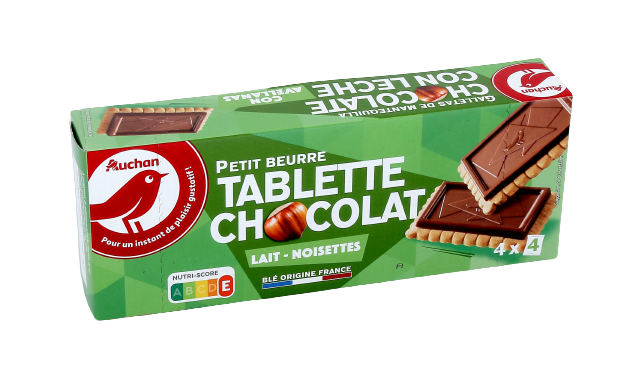 GALLETAS DE MANTEQUILLA
CHOCOLATE
CON LECHE
CON
AVELLANAS
Auchan
Auchan
Pour un instant de plaisir gustatif!
PETIT BEURRE
TABLETTE
CHOCOLAT
LAIT - NOISETTES
4 x 4
NUTRI-SCORE
A B C D E
BLÉ ORIGINE FRANCE